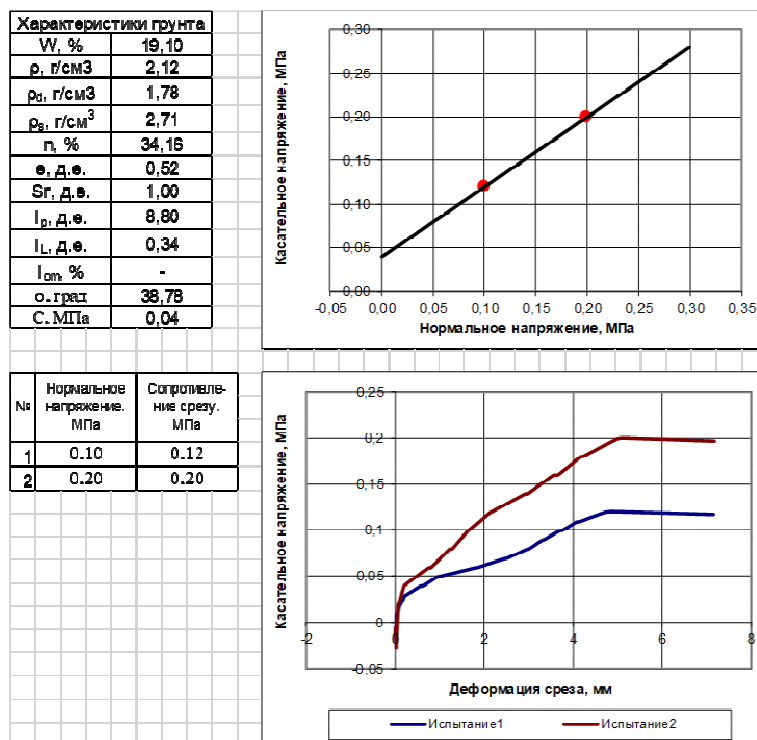 Характеристики грунта
W, % 19,10
ρ, г/см3 2,12
ρd, г/см3 1,78
ρs, г/см³ 2,71
n, % 34,16
e, д.е. 0,52
Sr, д.е. 1,00
Ip, д.е. 8,80
IL, д.е. 0,34
Iom, % -
о. град 38,78
С. МПа 0,04
Касательное напряжение, МПа
0,30
0,25
0,20
0,15
0,10
0,05
0,00
-0,05 0,00 0,05 0,10 0,15 0,20 0,25 0,30 0,35
Нормальное напряжение, МПа
№ Нормальное напряжение. МПа Сопротивле-ние срезу. МПа
1 0.10 0.12
2 0.20 0.20
Касательное напряжение, МПа
0,25
0,2
0,15
0,1
0,05
0
-0,05
-2 0 2 4 6 8
Деформация среза, мм
Испытание1 Испытание2